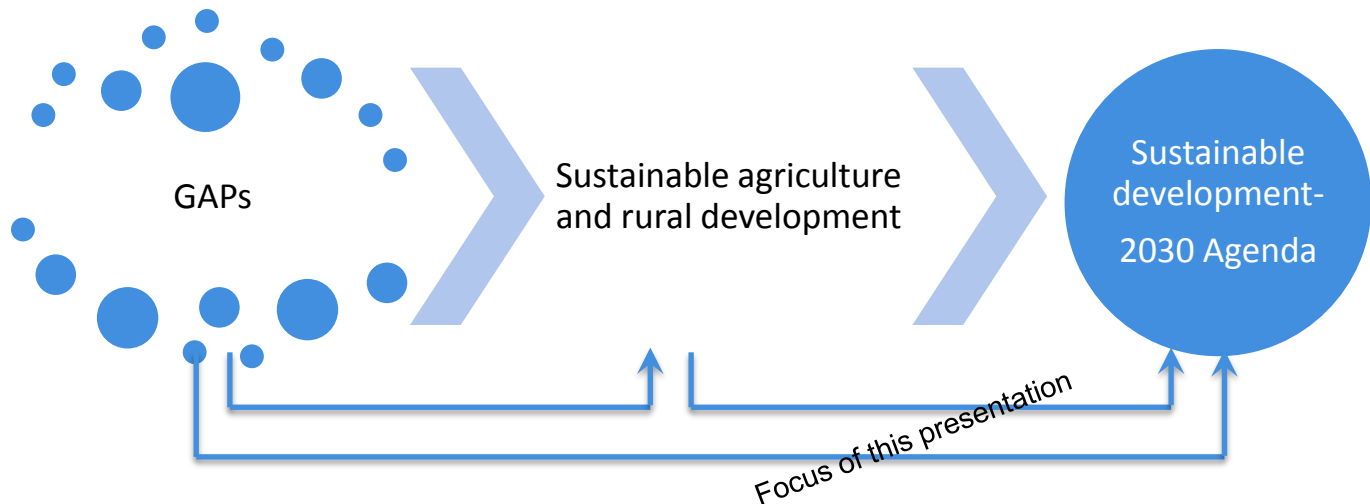 GAPs
Sustainable agriculture
and rural development
Sustainable
development-
2030 Agenda
Focus of this presentation